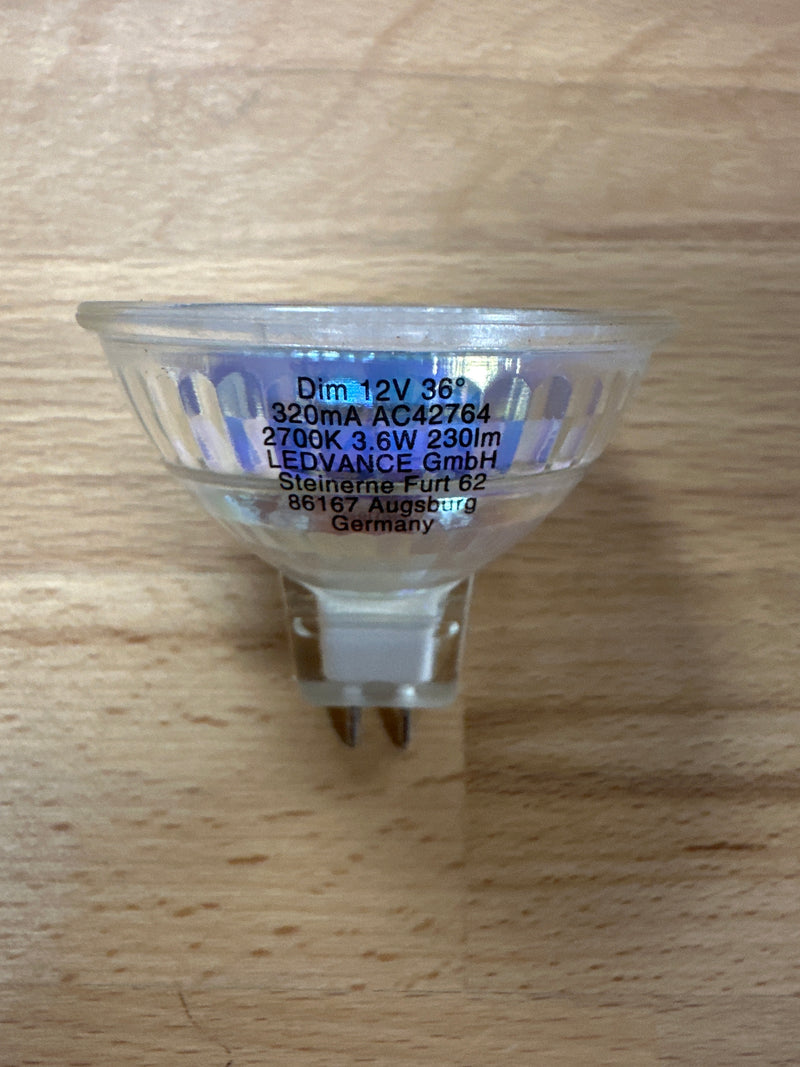 Dim 12V 36°
320mA AC42764
2700K 3.6W 230lm
LEDVANCE GmbH
Steinerne Furt 62
86167 Augsburg
Germany